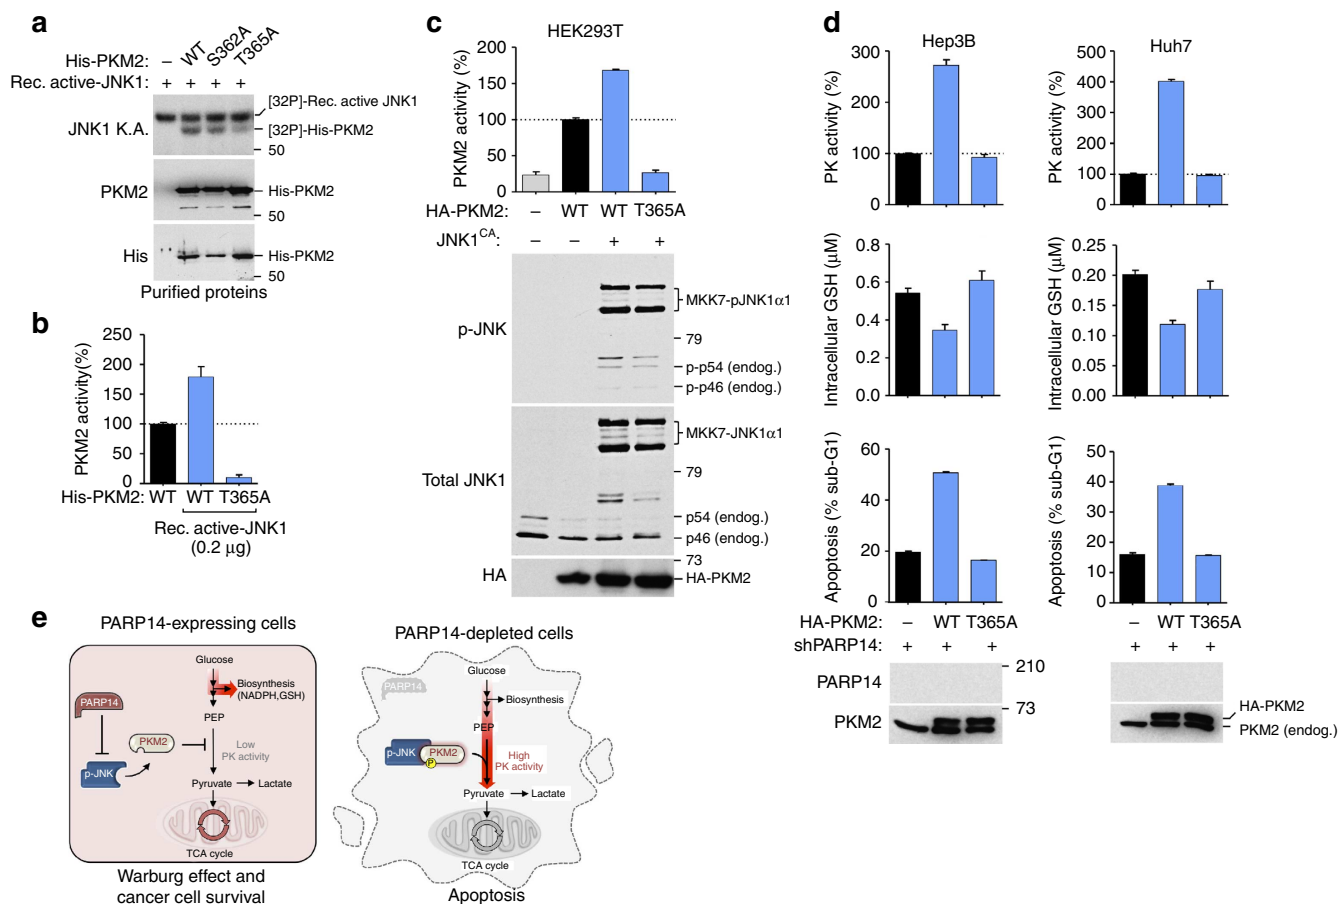 a
His-PKM2: – WT S362A T365A
Rec. active-JNK1: + + + +
[32P]-Rec. active JNK1
JNK1 K.A.
[32P]-His-PKM2
50
PKM2
His-PKM2
50
His
His-PKM2
50
Purified proteins
b
PKM2 activity(%)
250
200
150
100
50
0
His-PKM2: WT WT T365A
Rec. active-JNK1
(0.2 μg)
c
HEK293T
PKM2 activity (%)
200
150
100
50
0
HA-PKM2: – WT WT T365A
JNK1CA: – – + +
p-JNK
MKK7-pJNK1α1
79
p-p54 (endog.)
p-p46 (endog.)
Total JNK1
MKK7-JNK1α1
79
p54 (endog.)
p46 (endog.)
73
HA
HA-PKM2
d
Hep3B
PK activity (%)
300
200
100
0
Huh7
PK activity (%)
500
400
300
200
100
0
Intracellular GSH (μM)
0.8
0.6
0.4
0.2
0.0
Intracellular GSH (μM)
0.25
0.20
0.15
0.10
0.05
0.00
Apoptosis (% sub-G1)
60
40
20
0
Apoptosis (% sub-G1)
50
40
30
20
10
0
HA-PKM2: – WT T365A – WT T365A
shPARP14: + + + + + +
PARP14
210
PKM2
73
HA-PKM2
PKM2 (endog.)
e
PARP14-expressing cells
Glucose
Biosynthesis
(NADPH,GSH)
PARP14
PEP
PKM2
Low
PK activity
p-JNK
Pyruvate
Lactate
TCA cycle
Warburg effect and
cancer cell survival
PARP14-depleted cells
Glucose
PARP14
Biosynthesis
PEP
p-JNK
PKM2
P
High
PK activity
Pyruvate
Lactate
TCA cycle
Apoptosis